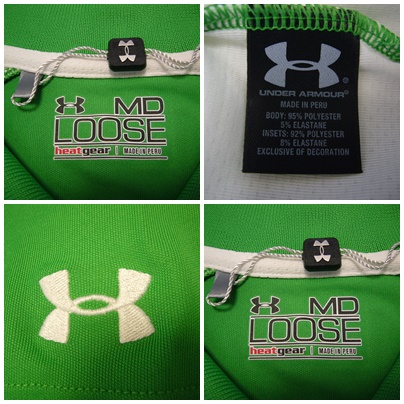 MD
LOOSE
heatgear | MADE IN PERU
UNDER ARMOUR®
MADE IN PERU
BODY: 95% POLYESTER
5% ELASTANE
INSETS: 92% POLYESTER
8% ELASTANE
EXCLUSIVE OF DECORATION
MD
LOOSE
heatgear | MADE IN PERU